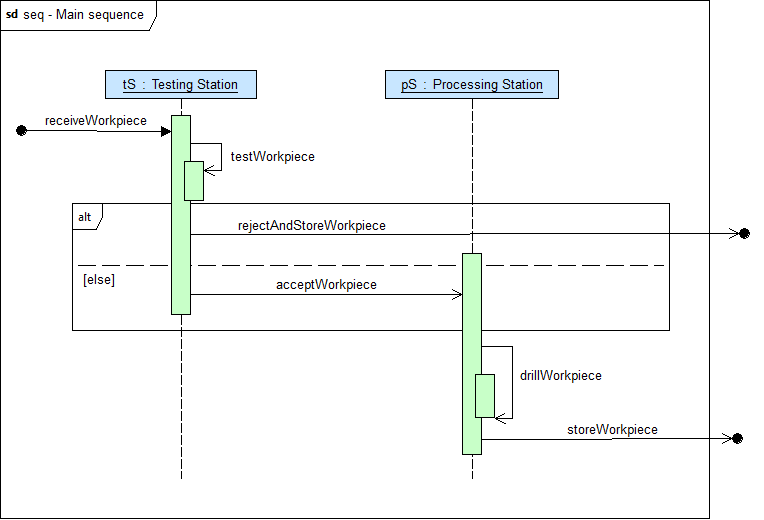 sd seq - Main sequence
tS : Testing Station
pS : Processing Station
receiveWorkpiece
testWorkpiece
alt
rejectAndStoreWorkpiece
[else]
acceptWorkpiece
drillWorkpiece
storeWorkpiece